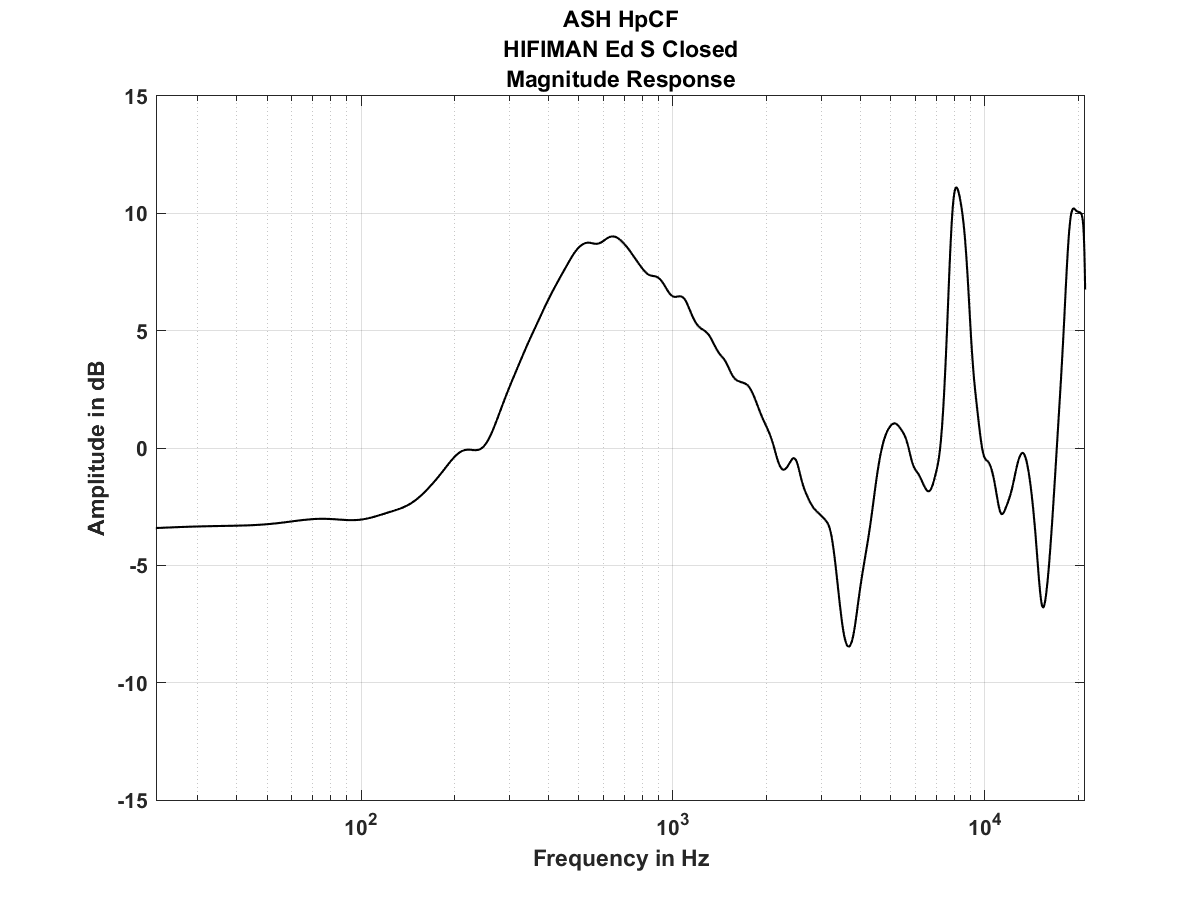 ASH HpCF
HIFIMAN Ed S Closed
Magnitude Response
15
10
5
0
-5
-10
-15
Amplitude in dB
10² 10³ 10⁴
Frequency in Hz